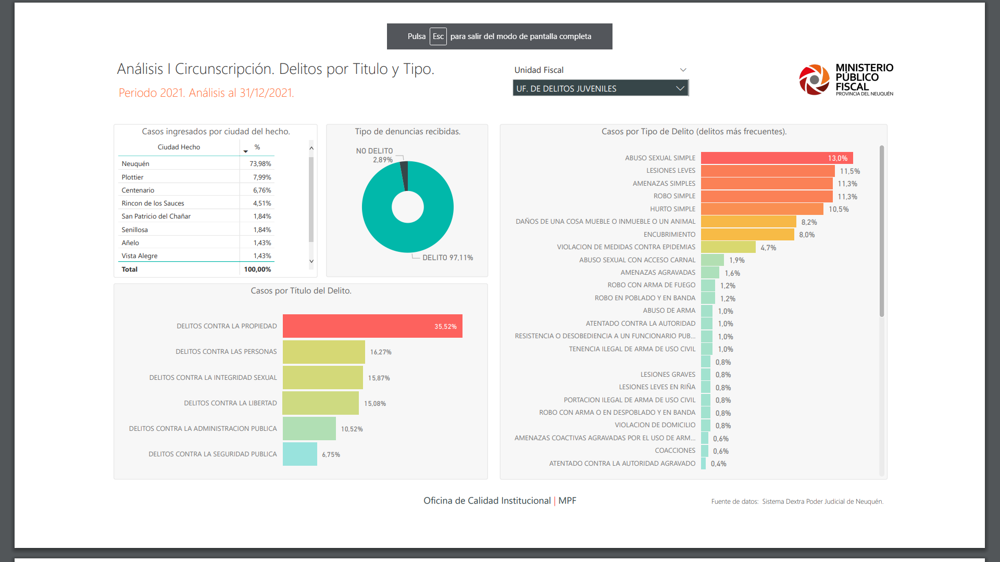 Pulsa Esc para salir del modo de pantalla completa
Análisis I Circunscripción. Delitos por Titulo y Tipo.
Periodo 2021. Análisis al 31/12/2021.
Unidad Fiscal
UF. DE DELITOS JUVENILES
MINISTERIO
PÚBLICO
FISCAL
PROVINCIA DEL NEUQUÉN
Casos ingresados por ciudad del hecho.
Ciudad Hecho %
Neuquén 73,98%
Plottier 7,99%
Centenario 6,76%
Rincon de los Sauces 4,51%
San Patricio del Chañar 1,84%
Senillosa 1,84%
Añelo 1,43%
Vista Alegre 1,43%
Total 100,00%
Tipo de denuncias recibidas.
NO DELITO
2,89%
DELITO 97,11%
Casos por Título del Delito.
DELITOS CONTRA LA PROPIEDAD 35,52%
DELITOS CONTRA LAS PERSONAS 16,27%
DELITOS CONTRA LA INTEGRIDAD SEXUAL 15,87%
DELITOS CONTRA LA LIBERTAD 15,08%
DELITOS CONTRA LA ADMINISTRACION PUBLICA 10,52%
DELITOS CONTRA LA SEGURIDAD PUBLICA 6,75%
Casos por Tipo de Delito (delitos más frecuentes).
ABUSO SEXUAL SIMPLE 13,0%
LESIONES LEVES 11,5%
AMENAZAS SIMPLES 11,3%
ROBO SIMPLE 11,3%
HURTO SIMPLE 10,5%
DAÑOS DE UNA COSA MUEBLE O INMUEBLE O UN ANIMAL 8,2%
ENCUBRIMIENTO 8,0%
VIOLACION DE MEDIDAS CONTRA EPIDEMIAS 4,7%
ABUSO SEXUAL CON ACCESO CARNAL 1,9%
AMENAZAS AGRAVADAS 1,6%
ROBO CON ARMA DE FUEGO 1,2%
ROBO EN POBLADO Y EN BANDA 1,2%
ABUSO DE ARMA 1,0%
ATENTADO CONTRA LA AUTORIDAD 1,0%
RESISTENCIA O DESOBEDIENCIA A UN FUNCIONARIO PUB... 1,0%
TENENCIA ILEGAL DE ARMA DE USO CIVIL 1,0%
0,8%
LESIONES GRAVES 0,8%
LESIONES LEVES EN RIÑA 0,8%
PORTACION ILEGAL DE ARMA DE USO CIVIL 0,8%
ROBO CON ARMA O EN DESPOBLADO Y EN BANDA 0,8%
VIOLACION DE DOMICILIO 0,8%
AMENAZAS COACTIVAS AGRAVADAS POR EL USO DE ARM... 0,6%
COACCIONES 0,6%
ATENTADO CONTRA LA AUTORIDAD AGRAVADO 0,4%
Oficina de Calidad Institucional | MPF
Fuente de datos: Sistema Dextra Poder Judicial de Neuquén.